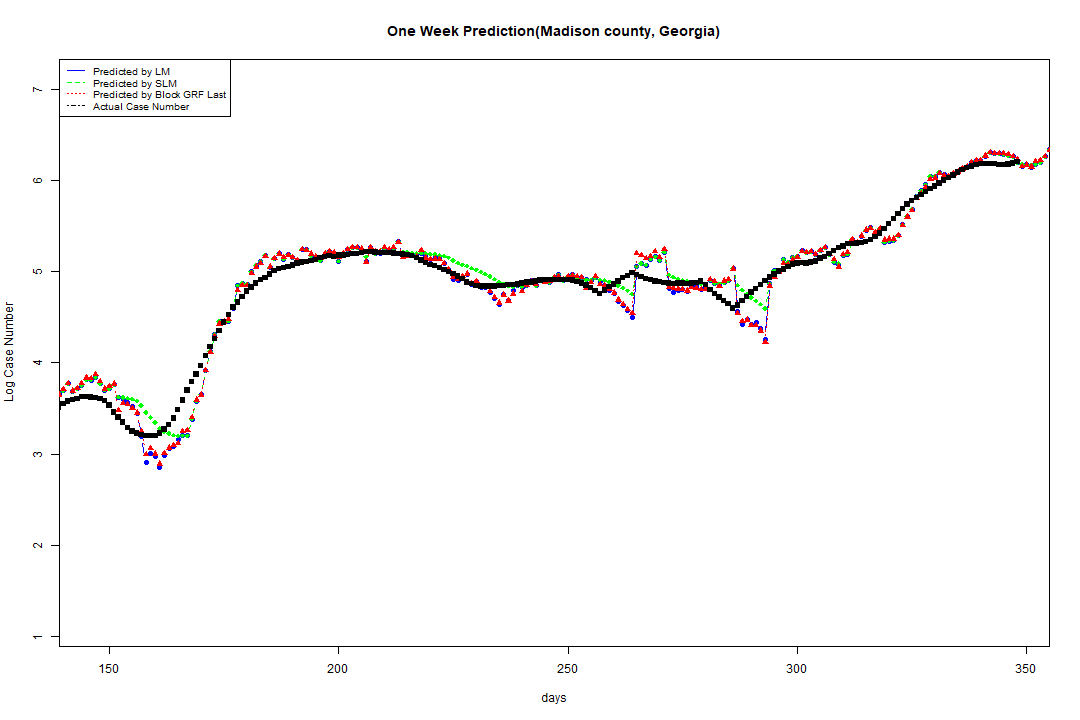 One Week Prediction(Madison county, Georgia)
Predicted by LM
Predicted by SLM
Predicted by Block GRF Last
Actual Case Number
7
6
5
4
3
2
1
Log Case Number
150 200 250 300 350
days